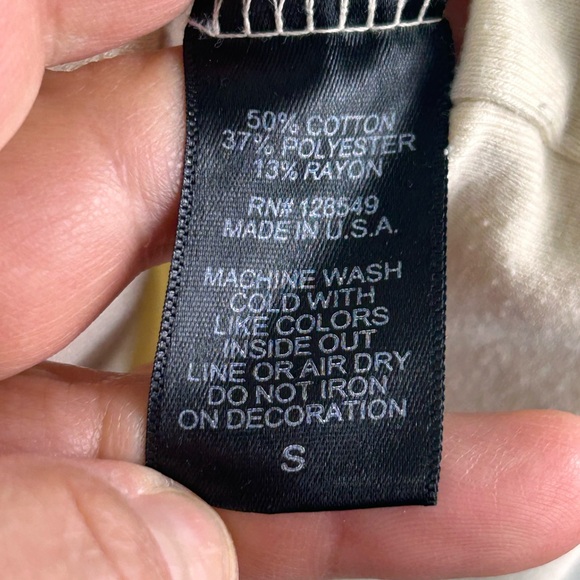 50% COTTON
37% POLYESTER
13% RAYON
RN# 128549
MADE IN U.S.A.
MACHINE WASH
COLD WITH
LIKE COLORS
INSIDE OUT
LINE OR AIR DRY
DO NOT IRON
ON DECORATION
S